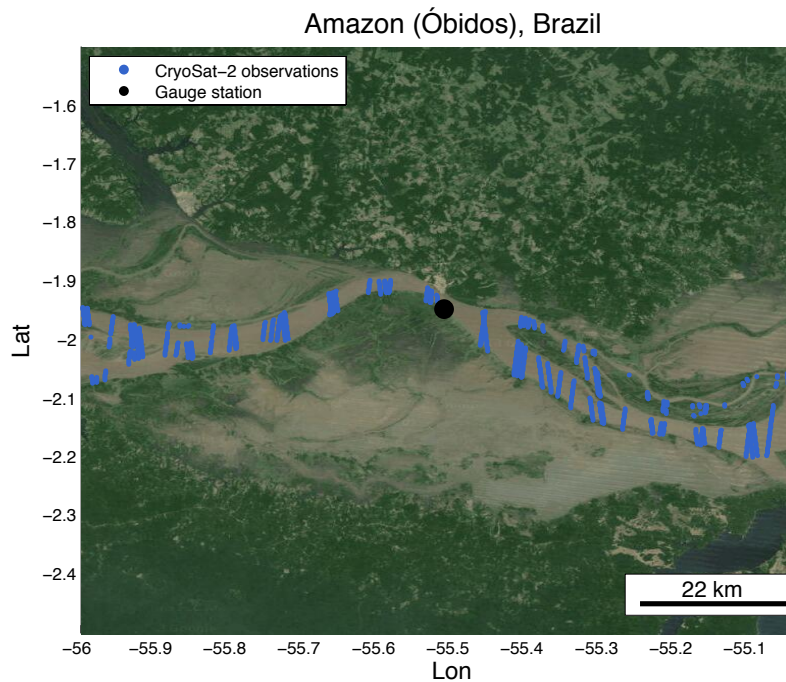 Amazon (Óbidos), Brazil
CryoSat−2 observations
Gauge station
−1.6
−1.7
−1.8
−1.9
−2
−2.1
−2.2
−2.3
−2.4
Lat
22 km
−56 −55.9 −55.8 −55.7 −55.6 −55.5 −55.4 −55.3 −55.2 −55.1
Lon